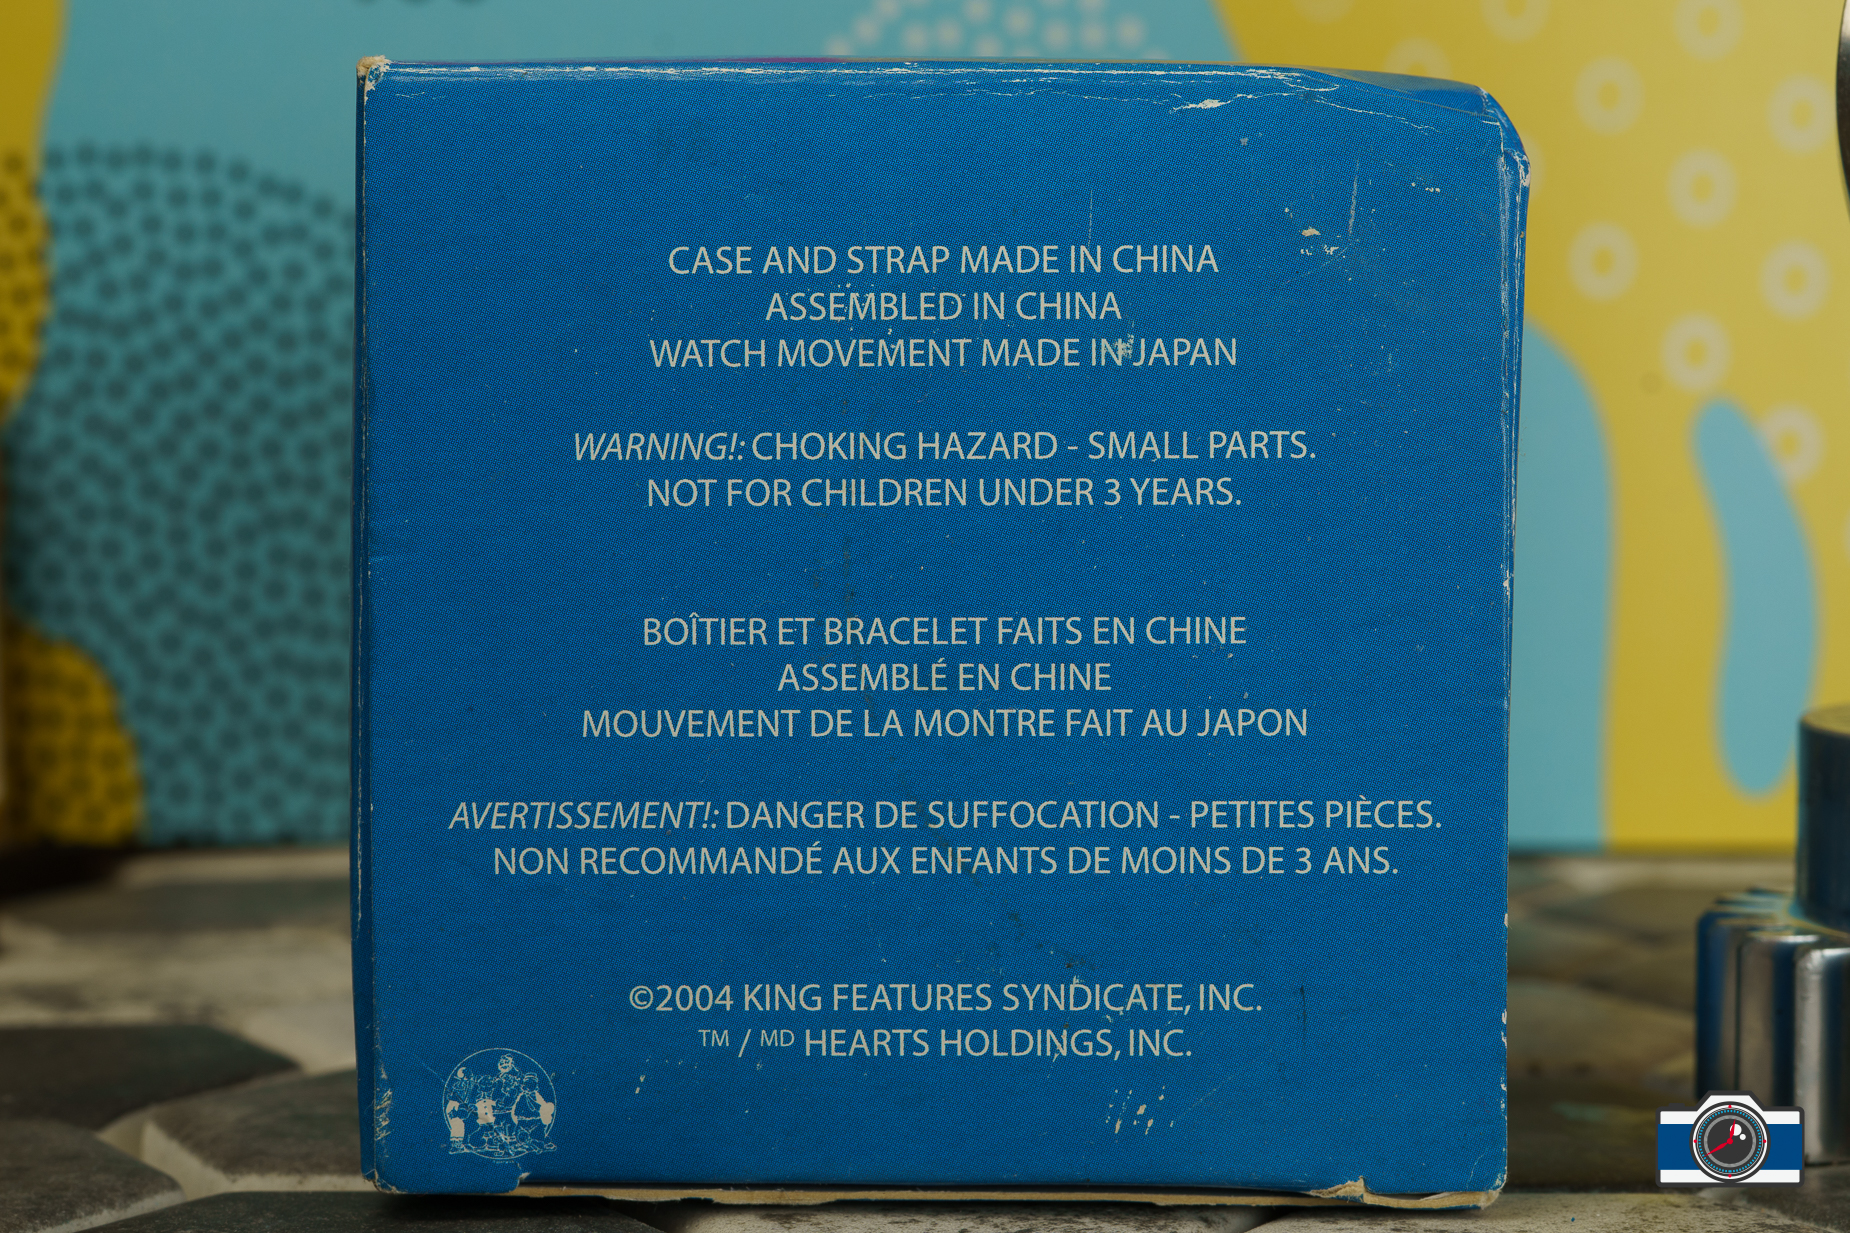 CASE AND STRAP MADE IN CHINA
ASSEMBLED IN CHINA
WATCH MOVEMENT MADE IN JAPAN
WARNING!: CHOKING HAZARD - SMALL PARTS.
NOT FOR CHILDREN UNDER 3 YEARS.
BOÎTIER ET BRACELET FAITS EN CHINE
ASSEMBLÉ EN CHINE
MOUVEMENT DE LA MONTRE FAIT AU JAPON
AVERTISSEMENT!: DANGER DE SUFFOCATION - PETITES PIÈCES.
NON RECOMMANDÉ AUX ENFANTS DE MOINS DE 3 ANS.
©2004 KING FEATURES SYNDICATE, INC.
™ / MD HEARTS HOLDINGS, INC.